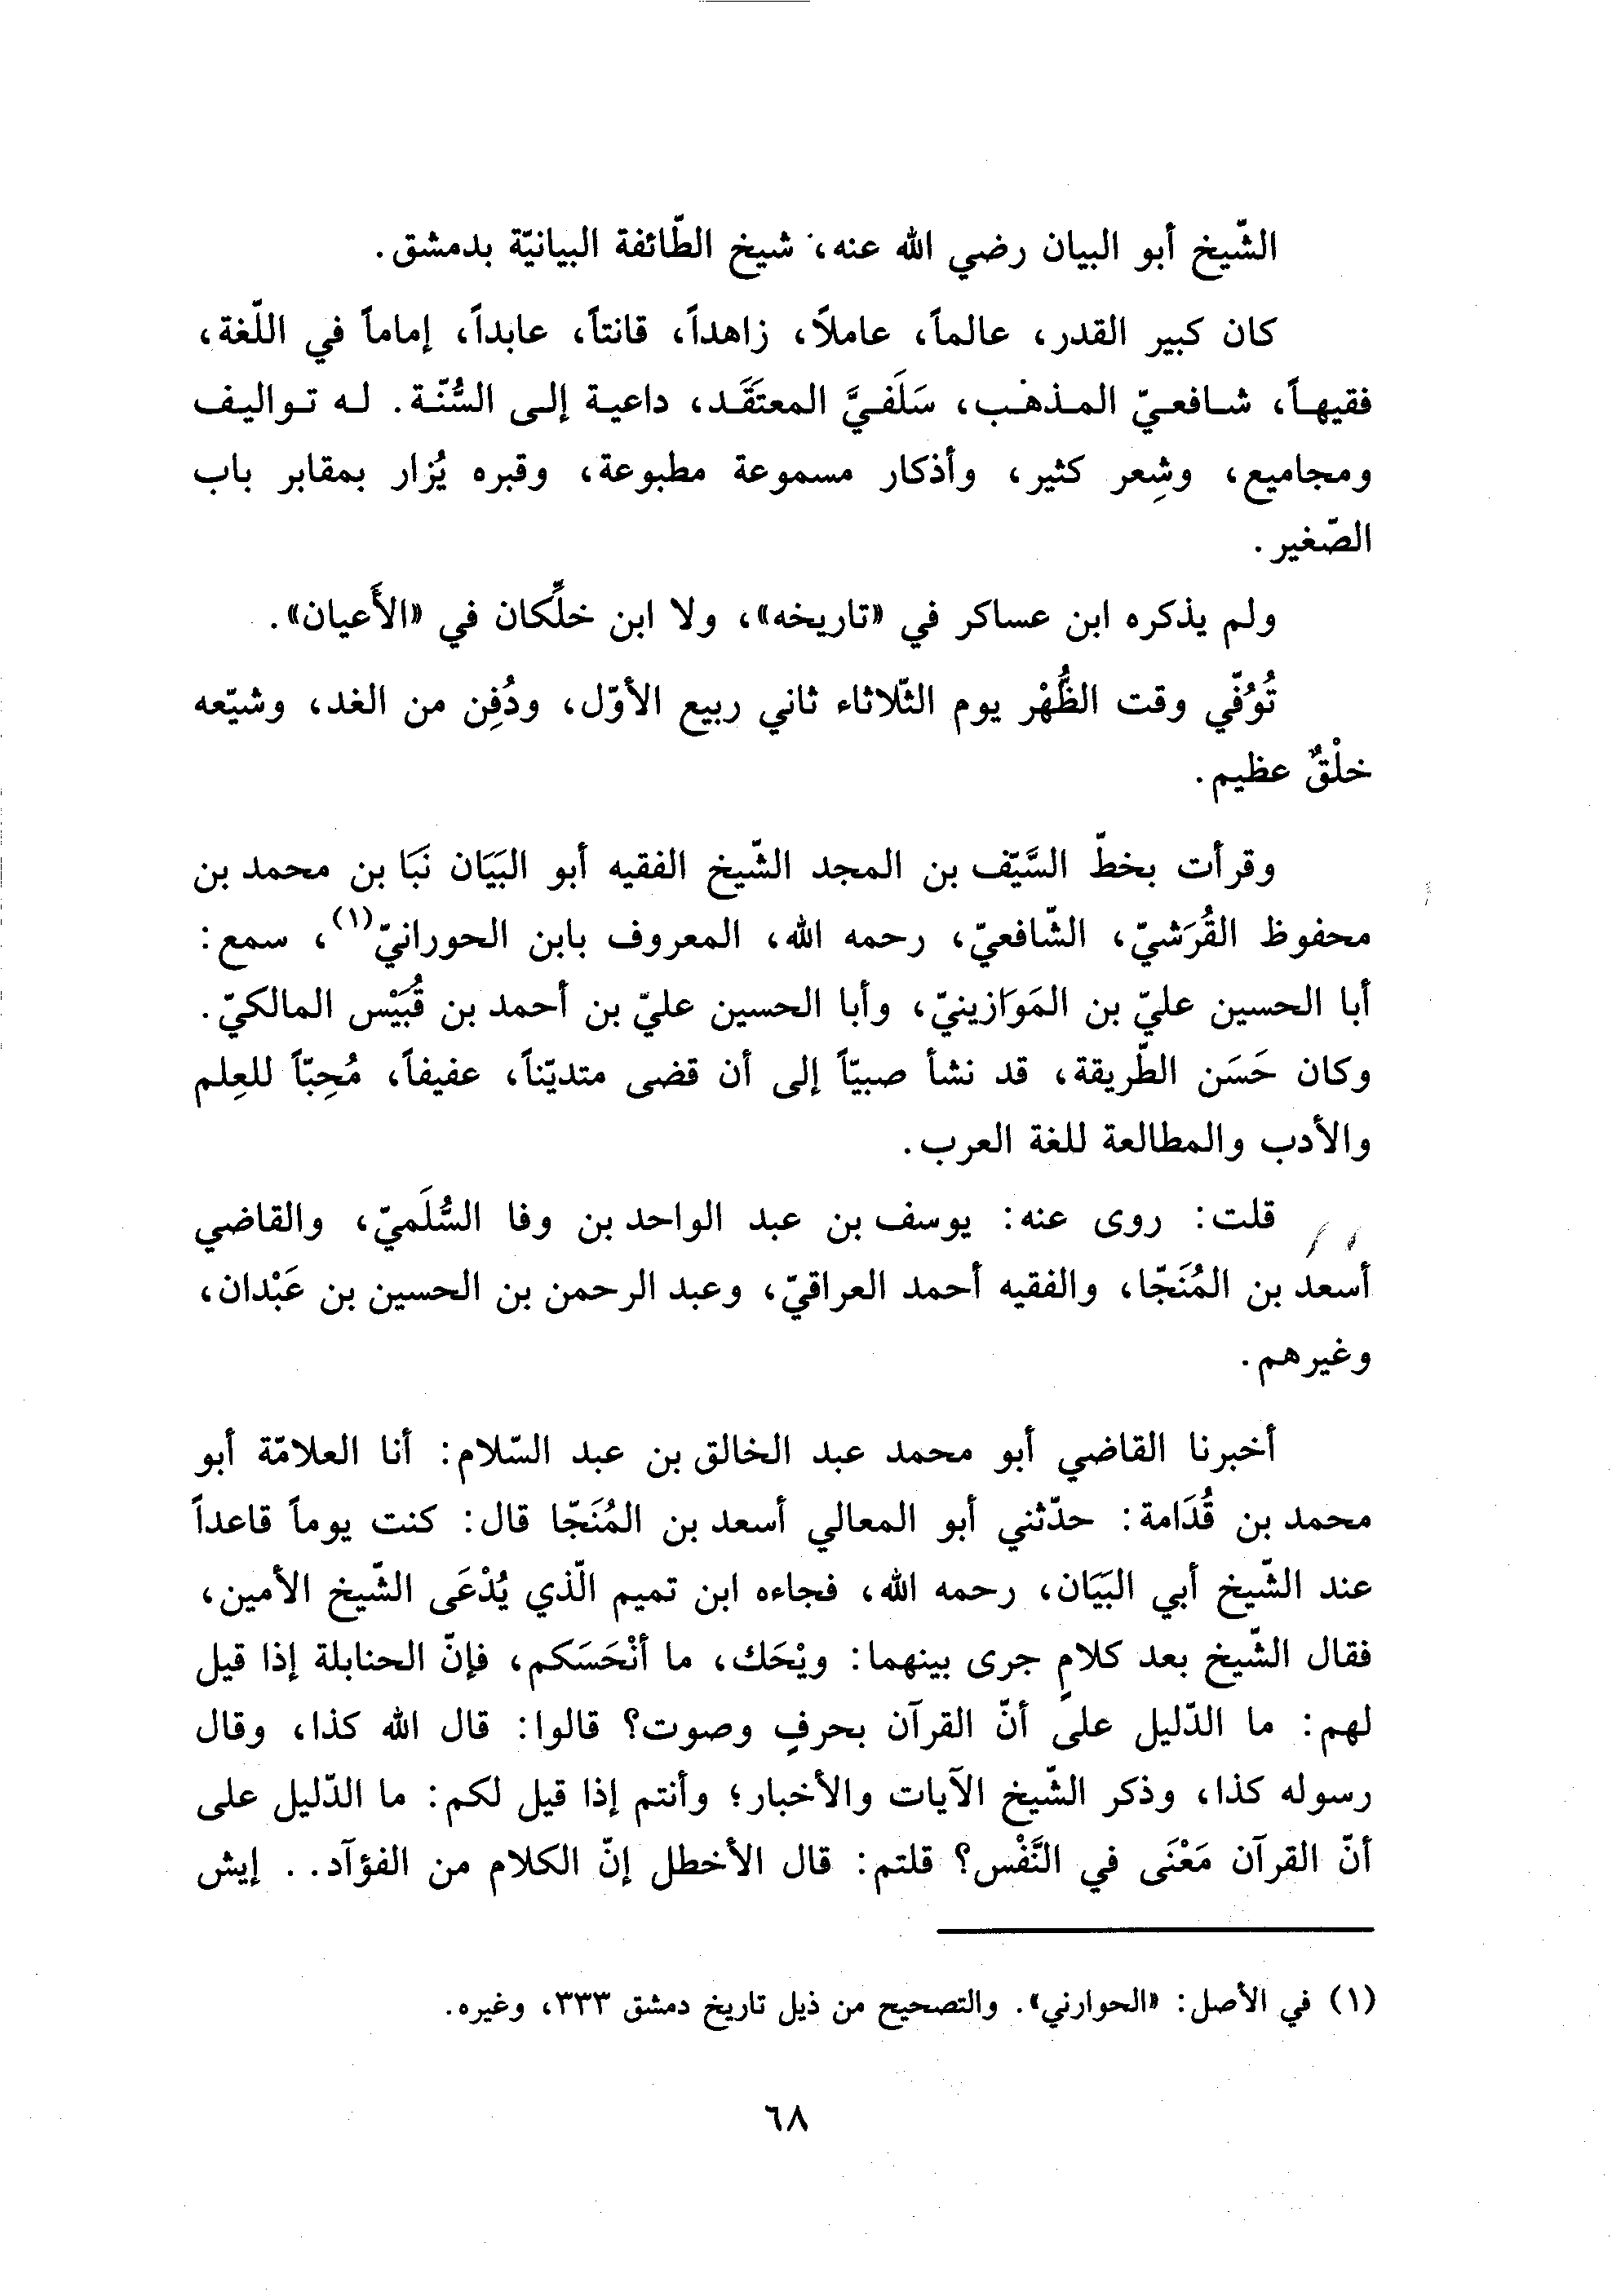 الشّيخ أبو البيان رضي الله عنه، شيخ الطّائفة البيانيّة بدمشق.
كان كبير القدر، عالماً، عاملاً، زاهداً، قانتاً، عابداً، إماماً في اللّغة،
فقيهاً، شافعيّ المذهب، سَلَفيَّ المعتَقَد، داعية إلى السُّنّة. له تواليف
ومجاميع، وشِعر كثير، وأذكار مسموعة مطبوعة، وقبره يُزار بمقابر باب
الصّغير.
ولم يذكره ابن عساكر في «تاريخه»، ولا ابن خلِّكان في «الأَعيان».
تُوُفّي وقت الظُّهْر يوم الثّلاثاء ثاني ربيع الأوّل، ودُفِن من الغد، وشيّعه
خلْقٌ عظيم.
وقرأت بخطّ السَّيّف بن المجد الشّيخ الفقيه أبو البَيَان نَبَا بن محمد بن
محفوظ القُرَشيّ، الشّافعيّ، رحمه الله، المعروف بابن الحورانيّ(١)، سمع:
أبا الحسين عليّ بن المَوَازينيّ، وأبا الحسين عليّ بن أحمد بن قُبَيْس المالكيّ.
وكان حَسَن الطّريقة، قد نشأ صبيّاً إلى أن قضى متديّناً، عفيفاً، مُحِبّاً للعِلم
والأدب والمطالعة للغة العرب.
قلت: روى عنه: يوسف بن عبد الواحد بن وفا السُّلَميّ، والقاضي
أسعد بن المُنَجّا، والفقيه أحمد العراقيّ، وعبد الرحمن بن الحسين بن عَبْدان،
وغيرهم.
أخبرنا القاضي أبو محمد عبد الخالق بن عبد السّلام: أنا العلامّة أبو
محمد بن قُدَامة: حدّثني أبو المعالي أسعد بن المُنَجّا قال: كنت يوماً قاعداً
عند الشّيخ أبي البَيَان، رحمه الله، فجاءه ابن تميم الّذي يُدْعَى الشّيخ الأمين،
فقال الشّيخ بعد كلامٍ جرى بينهما: ويْحَك، ما أنْحَسَكم، فإنّ الحنابلة إذا قيل
لهم: ما الدّليل على أنّ القرآن بحرفٍ وصوت؟ قالوا: قال الله كذا، وقال
رسوله كذا، وذكر الشّيخ الآيات والأخبار؛ وأنتم إذا قيل لكم: ما الدّليل على
أنّ القرآن مَعْنَى في النَّفْس؟ قلتم: قال الأخطل إنّ الكلام من الفؤآد.. إيش
(١) في الأصل: «الحوارني». والتصحيح من ذيل تاريخ دمشق ٣٣٣، وغيره.
٦٨